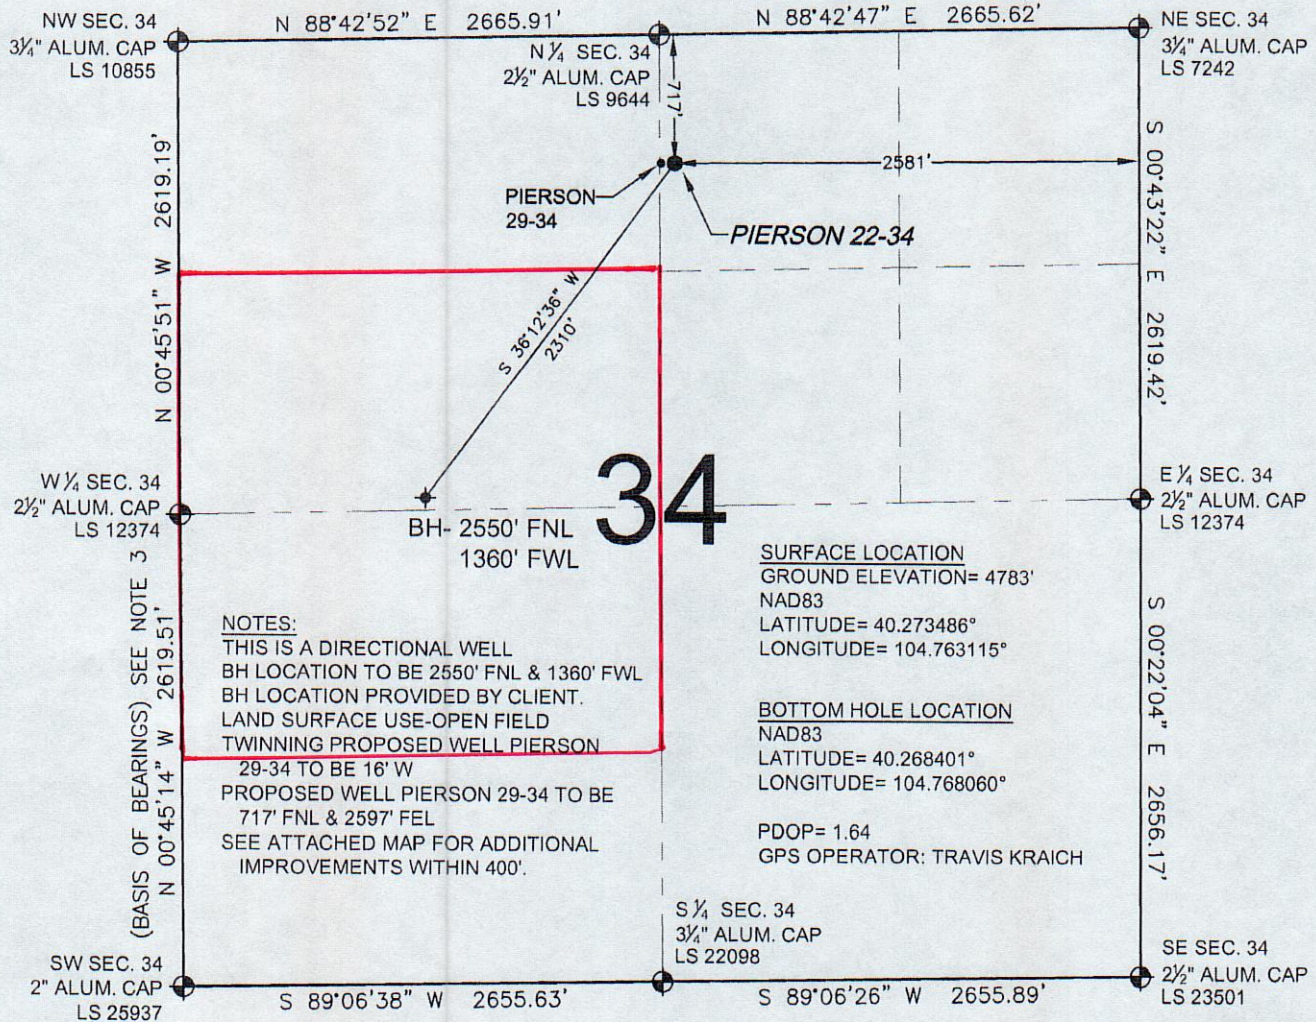 NW SEC. 34
3¼" ALUM. CAP
LS 10855
N 88°42'52" E 2665.91'
N ¼ SEC. 34
2½" ALUM. CAP
LS 9644
N 88°42'47" E 2665.62'
NE SEC. 34
3¼" ALUM. CAP
LS 7242
717'
2581'
PIERSON
29-34
PIERSON 22-34
N 00°45'51" W 2619.19'
S 00°43'22" E 2619.42'
S 36°12'36" W
2310'
W ¼ SEC. 34
2½" ALUM. CAP
LS 12374
34
E ¼ SEC. 34
2½" ALUM. CAP
LS 12374
BH- 2550' FNL
1360' FWL
(BASIS OF BEARINGS) SEE NOTE 3
N 00°45'14" W 2619.51'
NOTES:
THIS IS A DIRECTIONAL WELL
BH LOCATION TO BE 2550' FNL & 1360' FWL
BH LOCATION PROVIDED BY CLIENT.
LAND SURFACE USE-OPEN FIELD
TWINNING PROPOSED WELL PIERSON
29-34 TO BE 16' W
PROPOSED WELL PIERSON 29-34 TO BE
717' FNL & 2597' FEL
SEE ATTACHED MAP FOR ADDITIONAL
IMPROVEMENTS WITHIN 400'.
SURFACE LOCATION
GROUND ELEVATION= 4783'
NAD83
LATITUDE= 40.273486°
LONGITUDE= 104.763115°
BOTTOM HOLE LOCATION
NAD83
LATITUDE= 40.268401°
LONGITUDE= 104.768060°
PDOP= 1.64
GPS OPERATOR: TRAVIS KRAICH
S 00°22'04" E 2656.17'
SW SEC. 34
2" ALUM. CAP
LS 25937
S 89°06'38" W 2655.63'
S ¼ SEC. 34
3¼" ALUM. CAP
LS 22098
S 89°06'26" W 2655.89'
SE SEC. 34
2½" ALUM. CAP
LS 23501